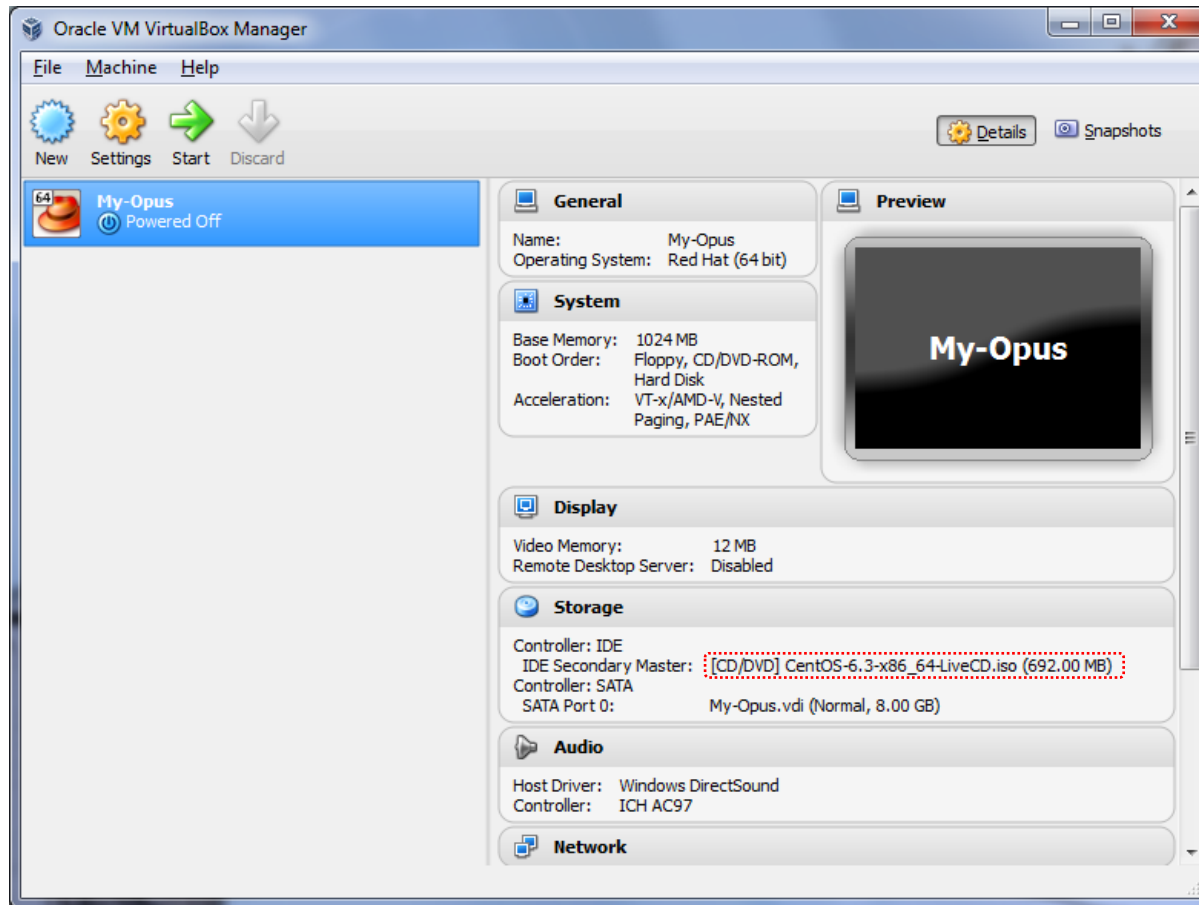 Oracle VM VirtualBox Manager
File Machine Help
New Settings Start Discard
Details Snapshots
64
My-Opus
Powered Off
General
Name: My-Opus
Operating System: Red Hat (64 bit)
Preview
My-Opus
System
Base Memory: 1024 MB
Boot Order: Floppy, CD/DVD-ROM,
Hard Disk
Acceleration: VT-x/AMD-V, Nested
Paging, PAE/NX
Display
Video Memory: 12 MB
Remote Desktop Server: Disabled
Storage
Controller: IDE
IDE Secondary Master: [CD/DVD] CentOS-6.3-x86_64-LiveCD.iso (692.00 MB)
Controller: SATA
SATA Port 0: My-Opus.vdi (Normal, 8.00 GB)
Audio
Host Driver: Windows DirectSound
Controller: ICH AC97
Network